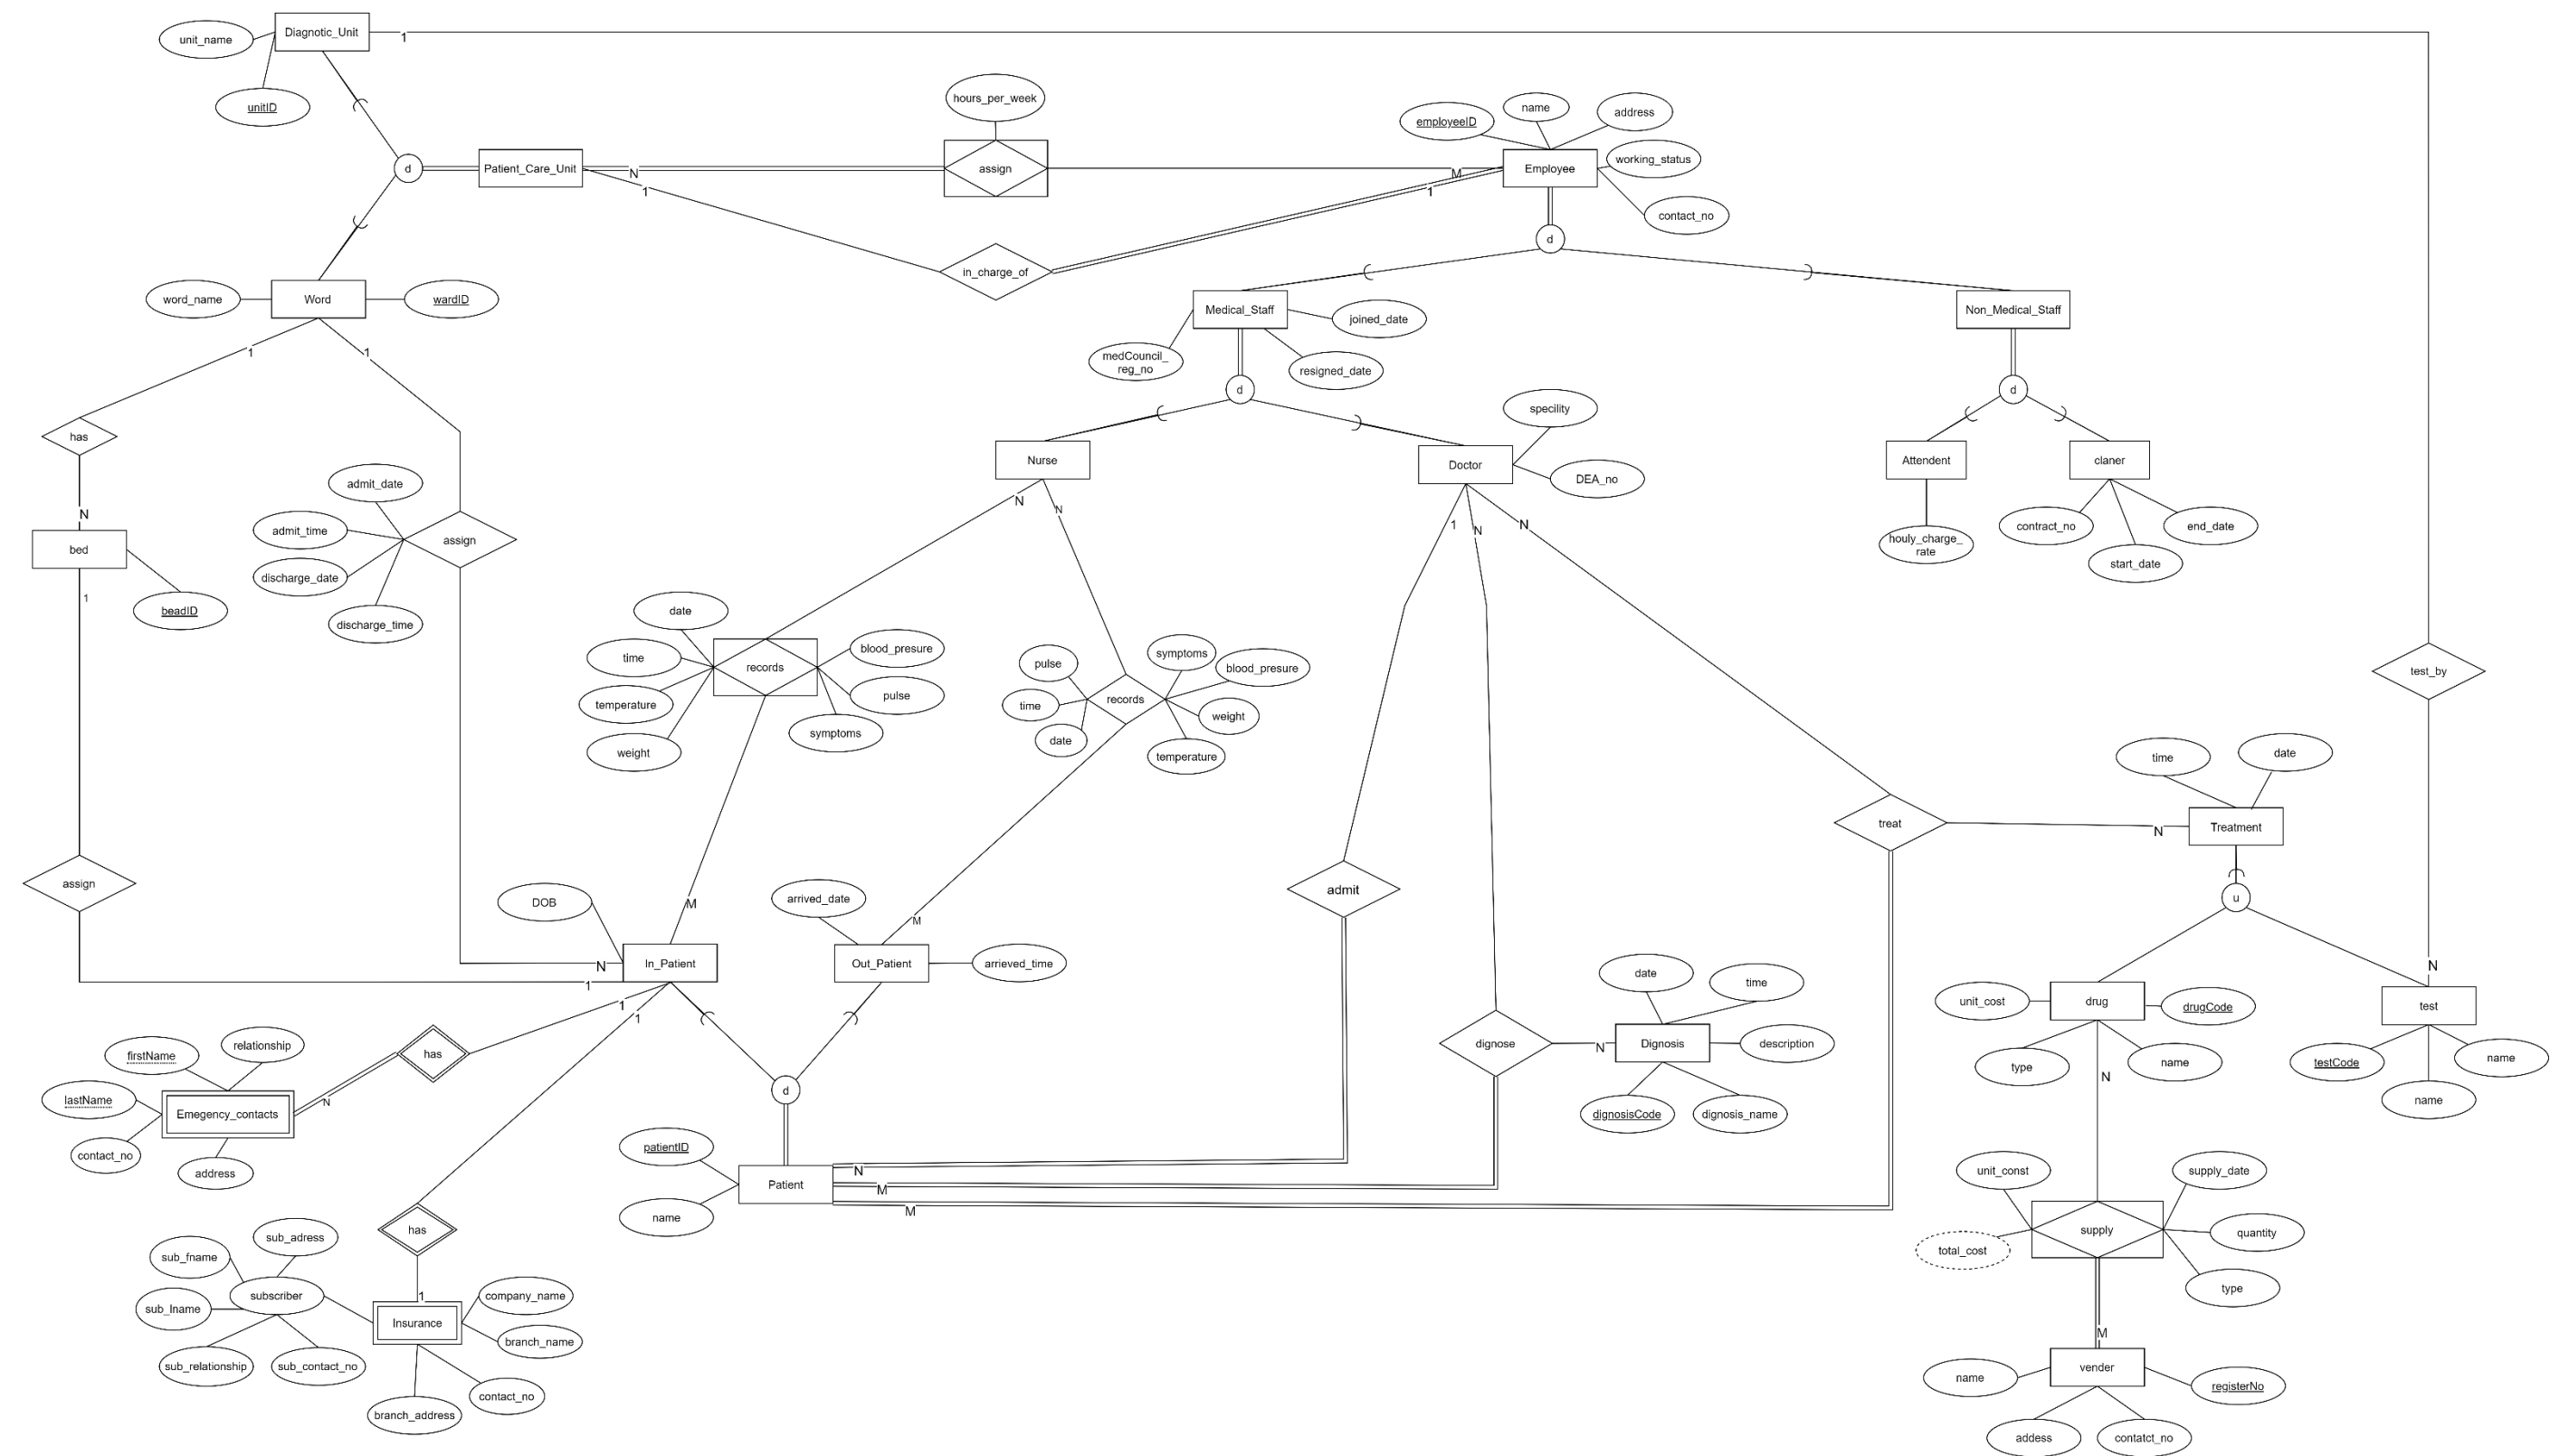 Diagnotic_Unit
unit_name
1
unitID
hours_per_week
name
employeeID
address
d
Patient_Care_Unit
N
assign
M
Employee
working_status
1
1
contact_no
d
in_charge_of
word_name
Word
wardID
Medical_Staff
joined_date
Non_Medical_Staff
1
1
medCouncil_
reg_no
resigned_date
d
d
specility
has
Nurse
Doctor
Attendent
claner
DEA_no
admit_date
N
N
N
1
N
N
admit_time
assign
contract_no
end_date
bed
houly_charge_
rate
start_date
discharge_date
1
beadID
discharge_time
date
time
records
blood_presure
pulse
symptoms
blood_presure
test_by
temperature
pulse
time
records
weight
weight
symptoms
date
temperature
time
date
treat
N
Treatment
assign
admit
u
DOB
M
arrived_date
M
N
In_Patient
Out_Patient
arrieved_time
date
time
N
1
1
1
unit_cost
drug
drugCode
test
firstName
relationship
has
dignose
N
Dignosis
description
type
N
name
testCode
name
name
lastName
N
Emegency_contacts
d
dignosisCode
dignosis_name
contact_no
address
patientID
N
Patient
M
M
name
unit_const
supply_date
has
supply
quantity
total_cost
type
sub_adress
sub_fname
subscriber
1
company_name
sub_lname
Insurance
branch_name
M
sub_relationship
sub_contact_no
contact_no
branch_address
vender
name
registerNo
addess
contatct_no